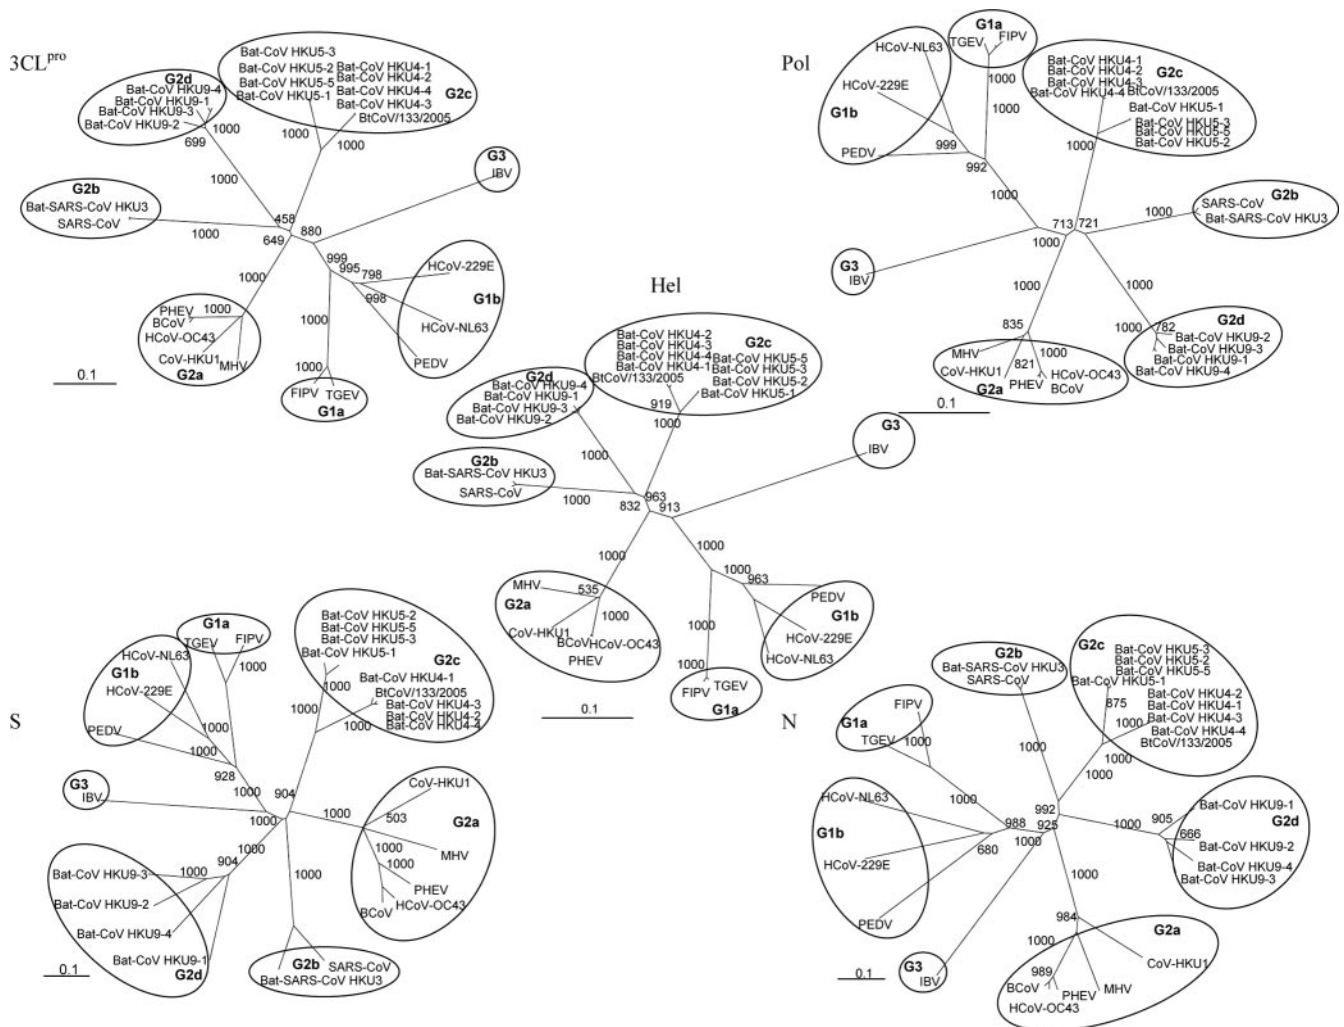 3CL^pro
Bat-CoV HKU5-3
Bat-CoV HKU5-2
Bat-CoV HKU4-1
Bat-CoV HKU4-2
Bat-CoV HKU5-5
Bat-CoV HKU4-4
G2c
Bat-CoV HKU5-1
Bat-CoV HKU4-3
BtCoV/133/2005
1000
1000
G2d
Bat-CoV HKU9-4
Bat-CoV HKU9-1
Bat-CoV HKU9-3
Bat-CoV HKU9-2
1000
699
1000
G3
IBV
G2b
Bat-SARS-CoV HKU3
SARS-CoV
1000
458
649
880
999
995
798
998
HCoV-229E
G1b
HCoV-NL63
PEDV
1000
PHEV
1000
BCoV
HCoV-OC43
CoV-HKU1
MHV
G2a
1000
1000
FIPV
TGEV
G1a
0.1
Pol
G1a
TGEV
FIPV
1000
1000
HCoV-NL63
HCoV-229E
G1b
PEDV
999
992
1000
Bat-CoV HKU4-1
Bat-CoV HKU4-2
G2c
Bat-CoV HKU4-3
Bat-CoV HKU4-4
BtCoV/133/2005
Bat-CoV HKU5-1
Bat-CoV HKU5-3
Bat-CoV HKU5-5
Bat-CoV HKU5-2
1000
G2b
SARS-CoV
Bat-SARS-CoV HKU3
1000
713
721
1000
G3
IBV
1000
1000
835
MHV
CoV-HKU1
821
1000
HCoV-OC43
PHEV
BCoV
G2a
1000
782
G2d
Bat-CoV HKU9-2
Bat-CoV HKU9-3
Bat-CoV HKU9-1
Bat-CoV HKU9-4
0.1
Hel
Bat-CoV HKU4-2
Bat-CoV HKU4-3
G2c
Bat-CoV HKU4-4
Bat-CoV HKU5-5
Bat-CoV HKU4-1
Bat-CoV HKU5-3
BtCoV/133/2005
Bat-CoV HKU5-2
Bat-CoV HKU5-1
919
1000
G2d
Bat-CoV HKU9-4
Bat-CoV HKU9-1
Bat-CoV HKU9-3
Bat-CoV HKU9-2
1000
G3
IBV
G2b
Bat-SARS-CoV HKU3
SARS-CoV
1000
963
832
913
1000
1000
1000
963
MHV
535
G2a
1000
CoV-HKU1
BCoV
HCoV-OC43
PHEV
PEDV
G1b
HCoV-229E
HCoV-NL63
1000
1000
FIPV
TGEV
G1a
0.1
S
G1a
TGEV
FIPV
1000
HCoV-NL63
G1b
HCoV-229E
PEDV
1000
1000
928
1000
Bat-CoV HKU5-2
Bat-CoV HKU5-5
Bat-CoV HKU5-3
Bat-CoV HKU5-1
G2c
Bat-CoV HKU4-1
BtCoV/133/2005
Bat-CoV HKU4-3
Bat-CoV HKU4-2
Bat-CoV HKU4-4
1000
1000
1000
G3
IBV
904
1000
1000
CoV-HKU1
503
G2a
MHV
1000
1000
PHEV
HCoV-OC43
BCoV
904
1000
1000
Bat-CoV HKU9-3
Bat-CoV HKU9-2
Bat-CoV HKU9-4
Bat-CoV HKU9-1
G2d
1000
G2b
SARS-CoV
Bat-SARS-CoV HKU3
0.1
N
G2b
Bat-SARS-CoV HKU3
SARS-CoV
1000
G2c
Bat-CoV HKU5-3
Bat-CoV HKU5-2
Bat-CoV HKU5-5
Bat-CoV HKU5-1
875
Bat-CoV HKU4-2
Bat-CoV HKU4-1
Bat-CoV HKU4-3
1000
Bat-CoV HKU4-4
BtCoV/133/2005
1000
1000
FIPV
G1a
TGEV
1000
1000
HCoV-NL63
G1b
HCoV-229E
PEDV
988
680
1000
992
925
1000
905
Bat-CoV HKU9-1
G2d
666
Bat-CoV HKU9-2
Bat-CoV HKU9-4
Bat-CoV HKU9-3
1000
G3
IBV
984
G2a
1000
CoV-HKU1
989
BCoV
PHEV
MHV
HCoV-OC43
0.1